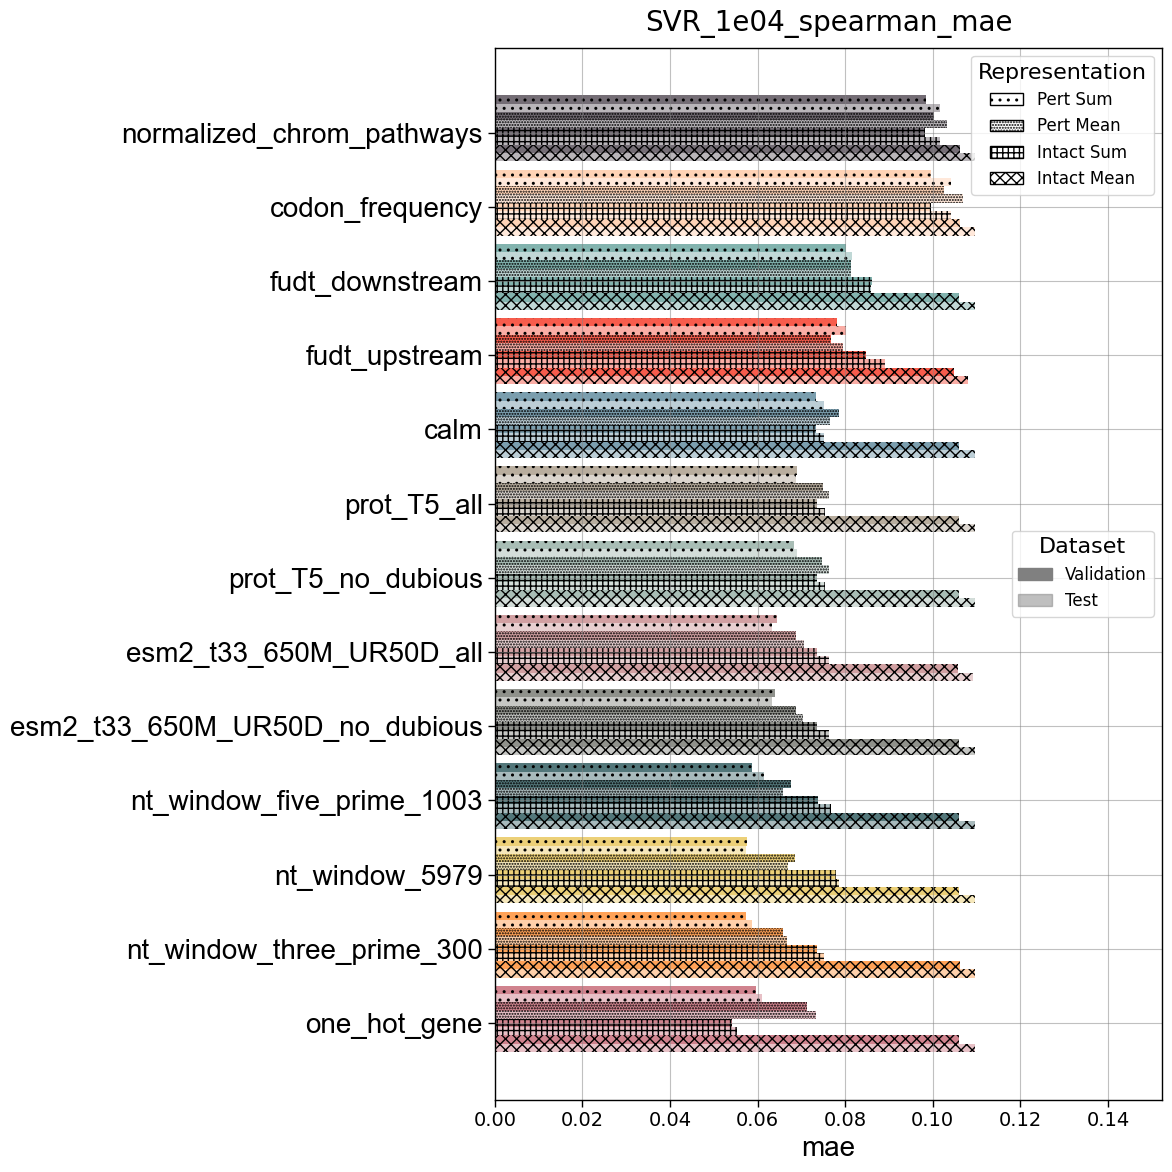 SVR_1e04_spearman_mae
Representation
Pert Sum
Pert Mean
Intact Sum
Intact Mean
normalized_chrom_pathways
codon_frequency
fudt_downstream
fudt_upstream
calm
prot_T5_all
prot_T5_no_dubious
esm2_t33_650M_UR50D_all
esm2_t33_650M_UR50D_no_dubious
nt_window_five_prime_1003
nt_window_5979
nt_window_three_prime_300
one_hot_gene
Dataset
Validation
Test
0.00 0.02 0.04 0.06 0.08 0.10 0.12 0.14
mae